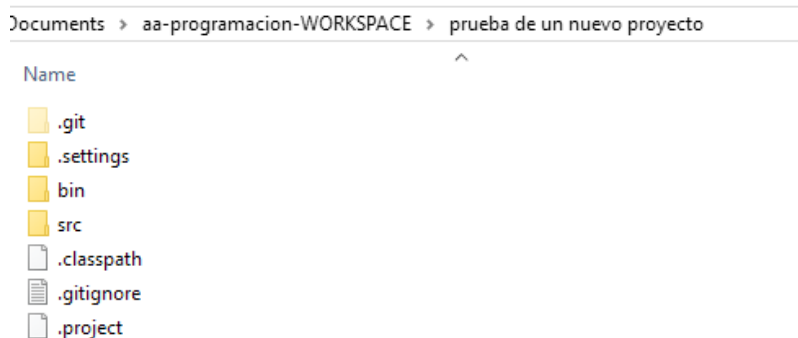 Documents > aa-programacion-WORKSPACE > prueba de un nuevo proyecto
Name
.git
.settings
bin
src
.classpath
.gitignore
.project